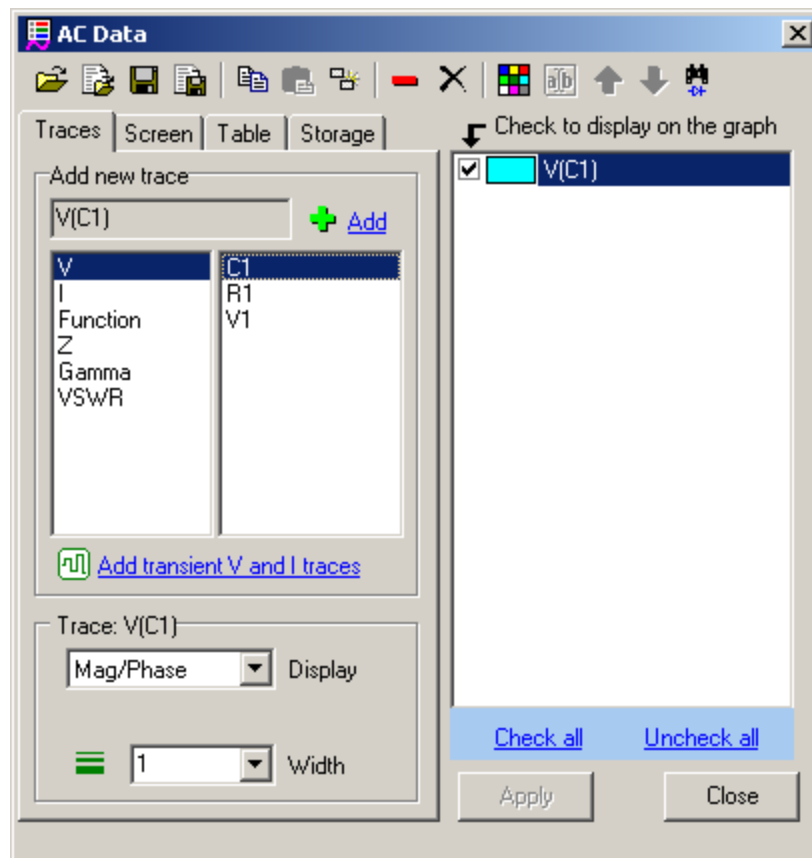 AC Data
a|b
Traces
Screen
Table
Storage
Check to display on the graph
Add new trace
V(C1)
Add
V
I
Function
Z
Gamma
VSWR
C1
R1
V1
Add transient V and I traces
Trace: V(C1)
Mag/Phase
Display
1
Width
V(C1)
Check all
Uncheck all
Apply
Close